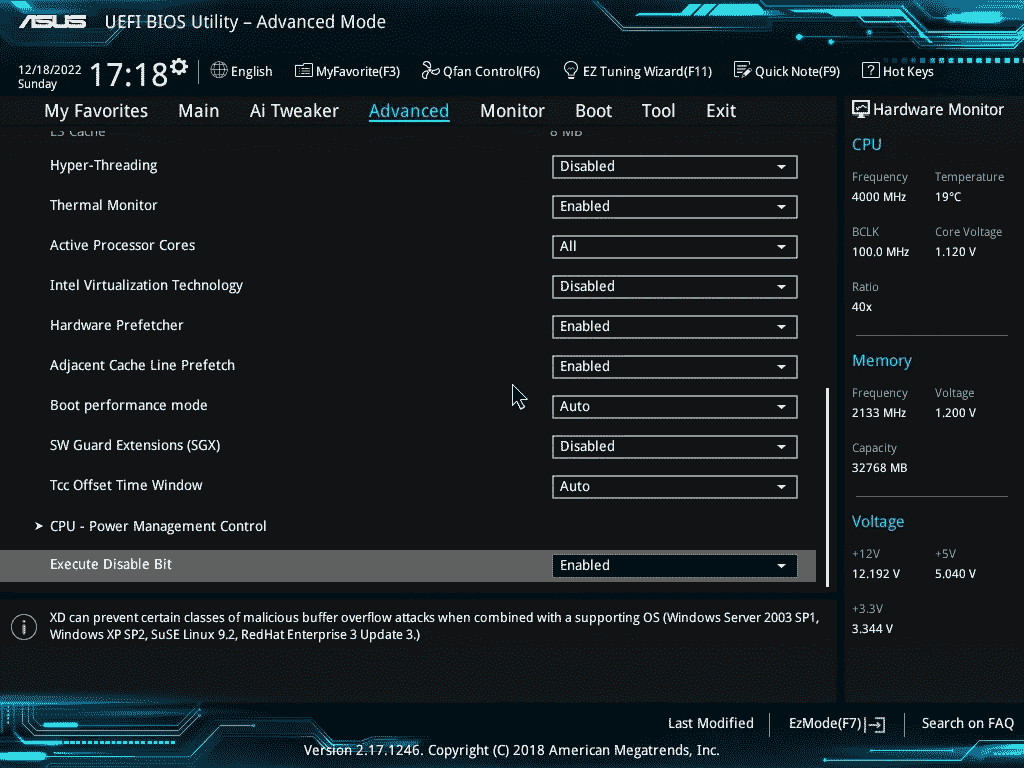 ASUS UEFI BIOS Utility – Advanced Mode
12/18/2022
Sunday
17:18
English
MyFavorite(F3)
Qfan Control(F6)
EZ Tuning Wizard(F11)
Quick Note(F9)
? Hot Keys
My Favorites Main Ai Tweaker Advanced Monitor Boot Tool Exit
L3 Cache 8 MB
Hyper-Threading Disabled
Thermal Monitor Enabled
Active Processor Cores All
Intel Virtualization Technology Disabled
Hardware Prefetcher Enabled
Adjacent Cache Line Prefetch Enabled
Boot performance mode Auto
SW Guard Extensions (SGX) Disabled
Tcc Offset Time Window Auto
CPU - Power Management Control
Execute Disable Bit Enabled
XD can prevent certain classes of malicious buffer overflow attacks when combined with a supporting OS (Windows Server 2003 SP1,
Windows XP SP2, SuSE Linux 9.2, RedHat Enterprise 3 Update 3.)
Hardware Monitor
CPU
Frequency Temperature
4000 MHz 19°C
BCLK Core Voltage
100.0 MHz 1.120 V
Ratio
40x
Memory
Frequency Voltage
2133 MHz 1.200 V
Capacity
32768 MB
Voltage
+12V +5V
12.192 V 5.040 V
+3.3V
3.344 V
Last Modified
EzMode(F7)
Search on FAQ
Version 2.17.1246. Copyright (C) 2018 American Megatrends, Inc.